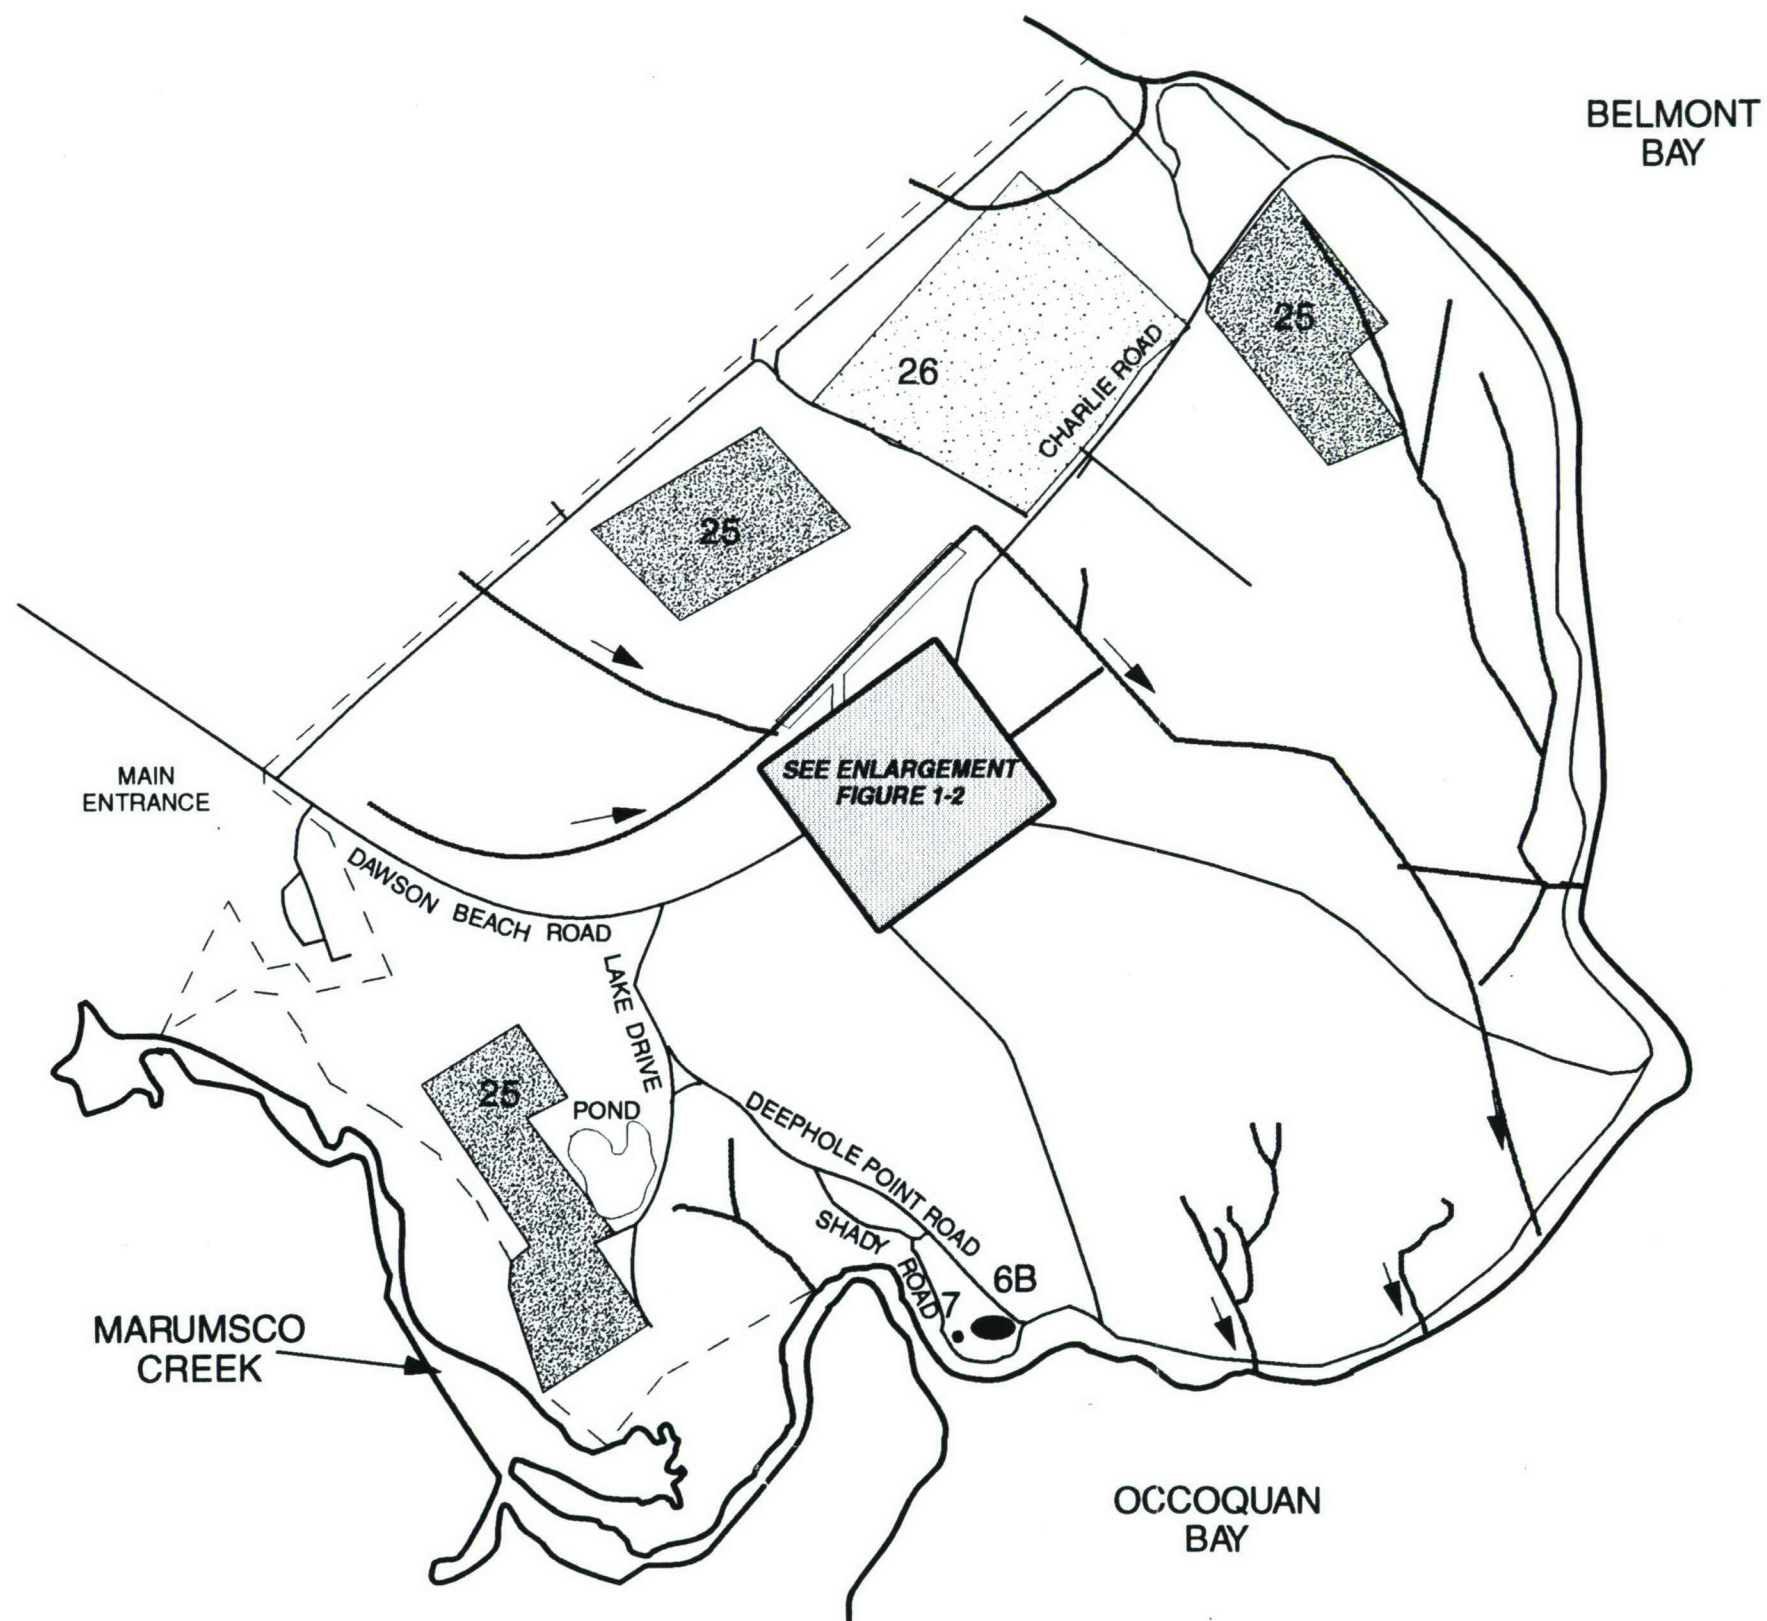 BELMONT
BAY
25
26
CHARLIE ROAD
25
SEE ENLARGEMENT
FIGURE 1-2
MAIN
ENTRANCE
DAWSON BEACH ROAD
LAKE DRIVE
25
POND
DEEPHOLE POINT ROAD
SHADY
ROAD
6B
7
MARUMSCO
CREEK
OCCOQUAN
BAY